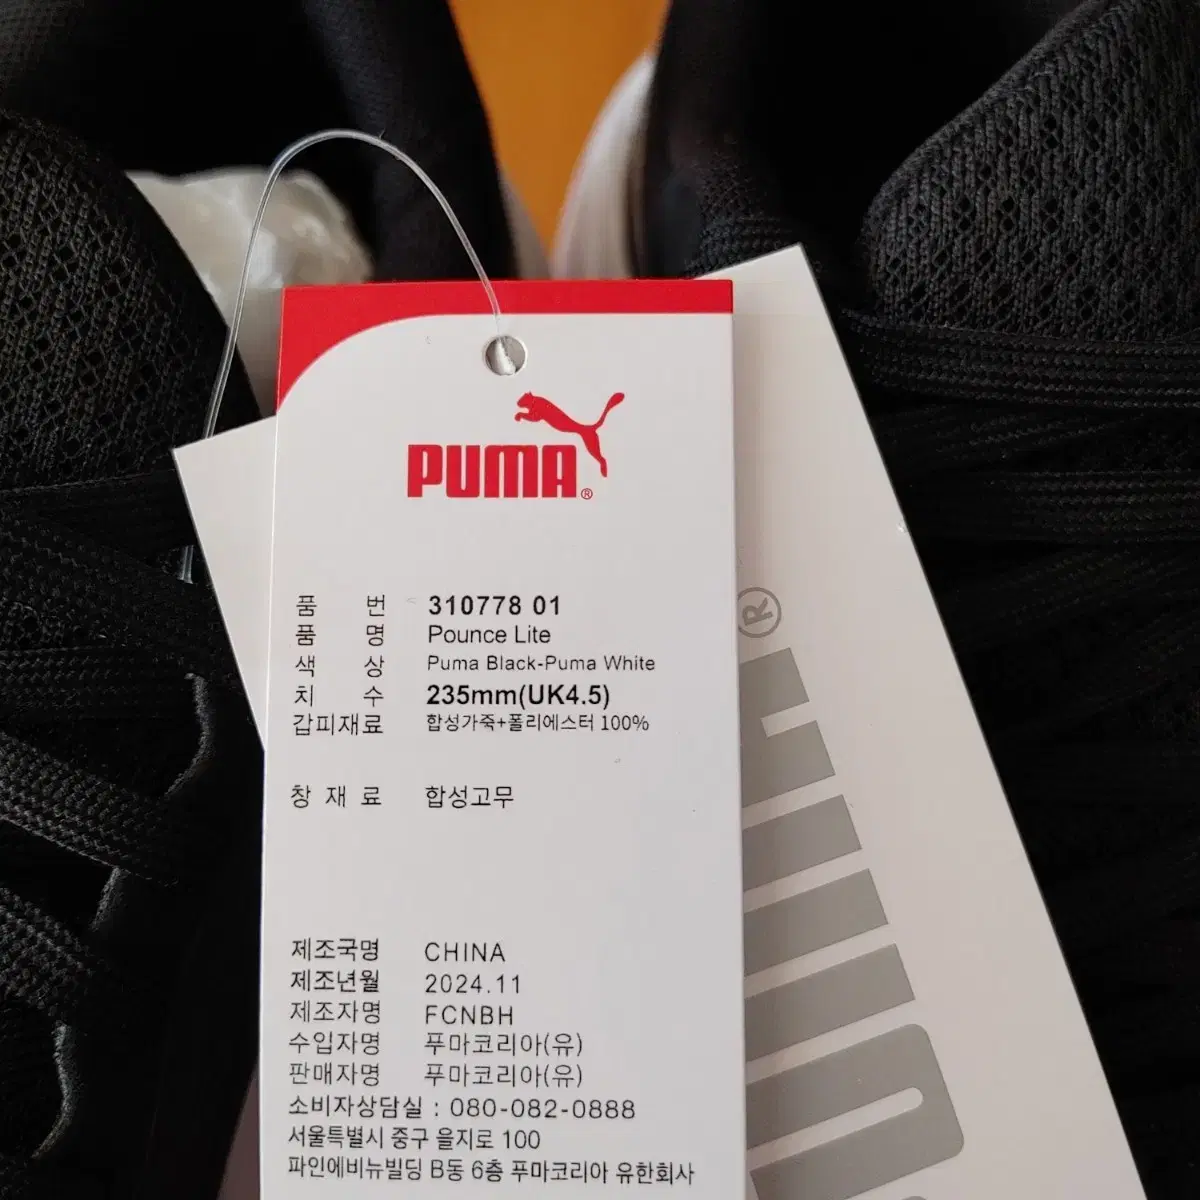 PUMA®
품 번 310778 01
품 명 Pounce Lite
색 상 Puma Black-Puma White
치 수 235mm(UK4.5)
갑피재료 합성가죽+폴리에스터 100%
창 재 료 합성고무
제조국명 CHINA
제조년월 2024.11
제조자명 FCNBH
수입자명 푸마코리아(유)
판매자명 푸마코리아(유)
소비자상담실 : 080-082-0888
서울특별시 중구 을지로 100
파인에비뉴빌딩 B동 6층 푸마코리아 유한회사
®